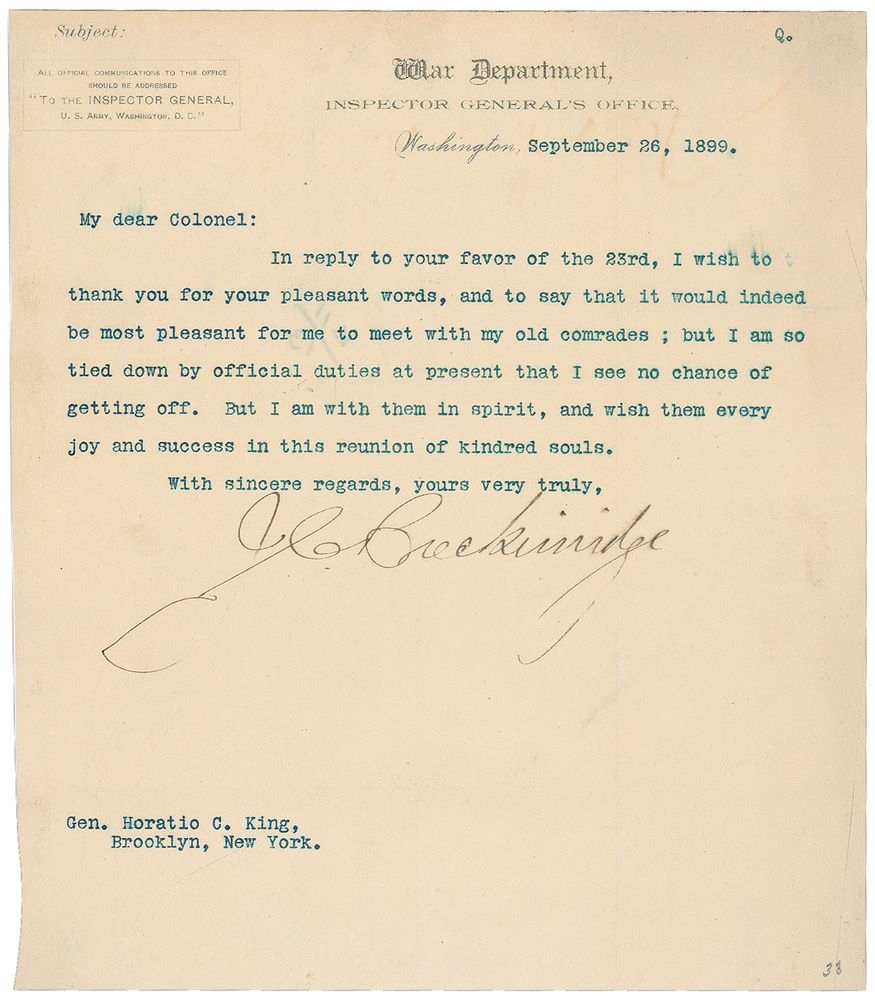 Subject:
Q.
ALL OFFICIAL COMMUNICATIONS TO THIS OFFICE
SHOULD BE ADDRESSED
"TO THE INSPECTOR GENERAL,
U. S. ARMY, WASHINGTON, D. C."
War Department,
INSPECTOR GENERAL'S OFFICE.
Washington, September 26, 1899.
My dear Colonel:
In reply to your favor of the 23rd, I wish to
thank you for your pleasant words, and to say that it would indeed
be most pleasant for me to meet with my old comrades ; but I am so
tied down by official duties at present that I see no chance of
getting off. But I am with them in spirit, and wish them every
joy and success in this reunion of kindred souls.
With sincere regards, yours very truly,
J C Breckinridge
Gen. Horatio C. King,
Brooklyn, New York.
33